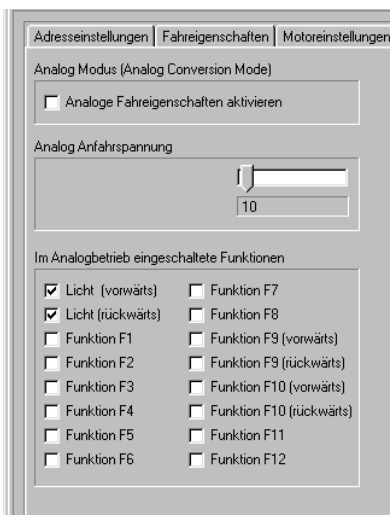 Adresseinstellungen Fahreigenschaften Motoreinstellungen
Analog Modus (Analog Conversion Mode)
Analoge Fahreigenschaften aktivieren
Analog Anfahrspannung
10
Im Analogbetrieb eingeschaltete Funktionen
Licht (vorwärts)
Licht (rückwärts)
Funktion F1
Funktion F2
Funktion F3
Funktion F4
Funktion F5
Funktion F6
Funktion F7
Funktion F8
Funktion F9 (vorwärts)
Funktion F9 (rückwärts)
Funktion F10 (vorwärts)
Funktion F10 (rückwärts)
Funktion F11
Funktion F12